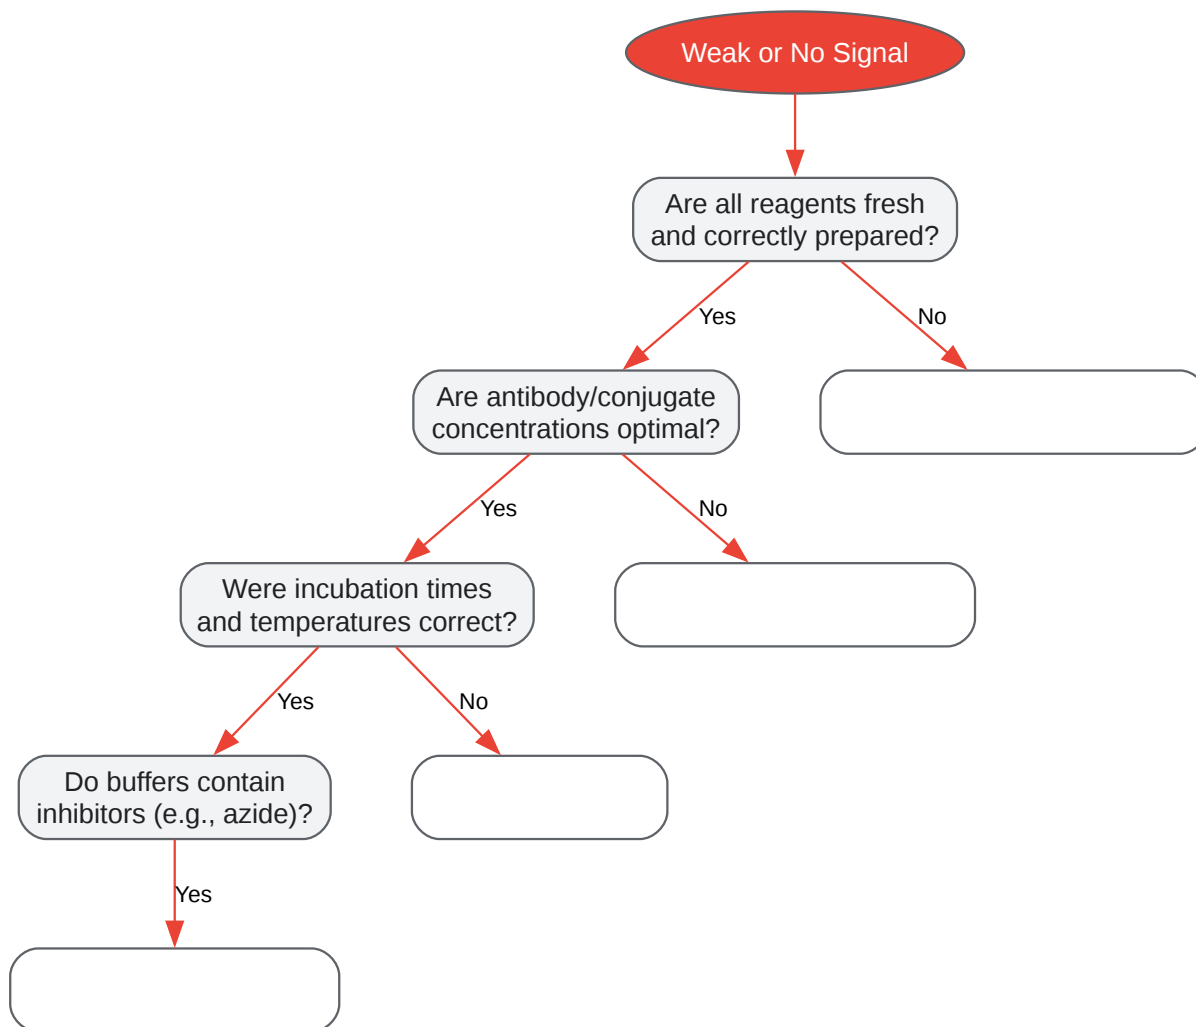 Weak or No Signal
Are all reagents fresh
and correctly prepared?
Yes
No
Are antibody/conjugate
concentrations optimal?
Yes
No
Were incubation times
and temperatures correct?
Yes
No
Do buffers contain
inhibitors (e.g., azide)?
Yes